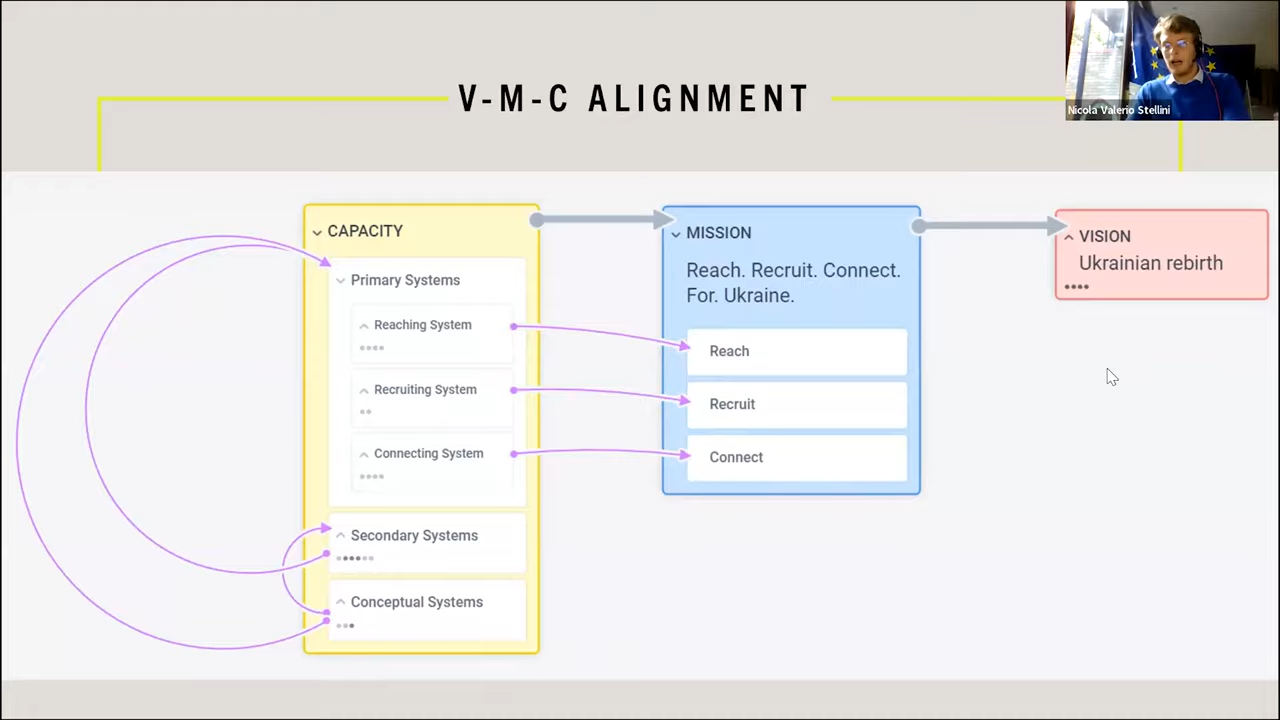 V-M-C ALIGNMENT
Nicola Valerio Stellini
CAPACITY
Primary Systems
Reaching System
Recruiting System
Connecting System
Secondary Systems
Conceptual Systems
MISSION
Reach. Recruit. Connect.
For. Ukraine.
Reach
Recruit
Connect
VISION
Ukrainian rebirth